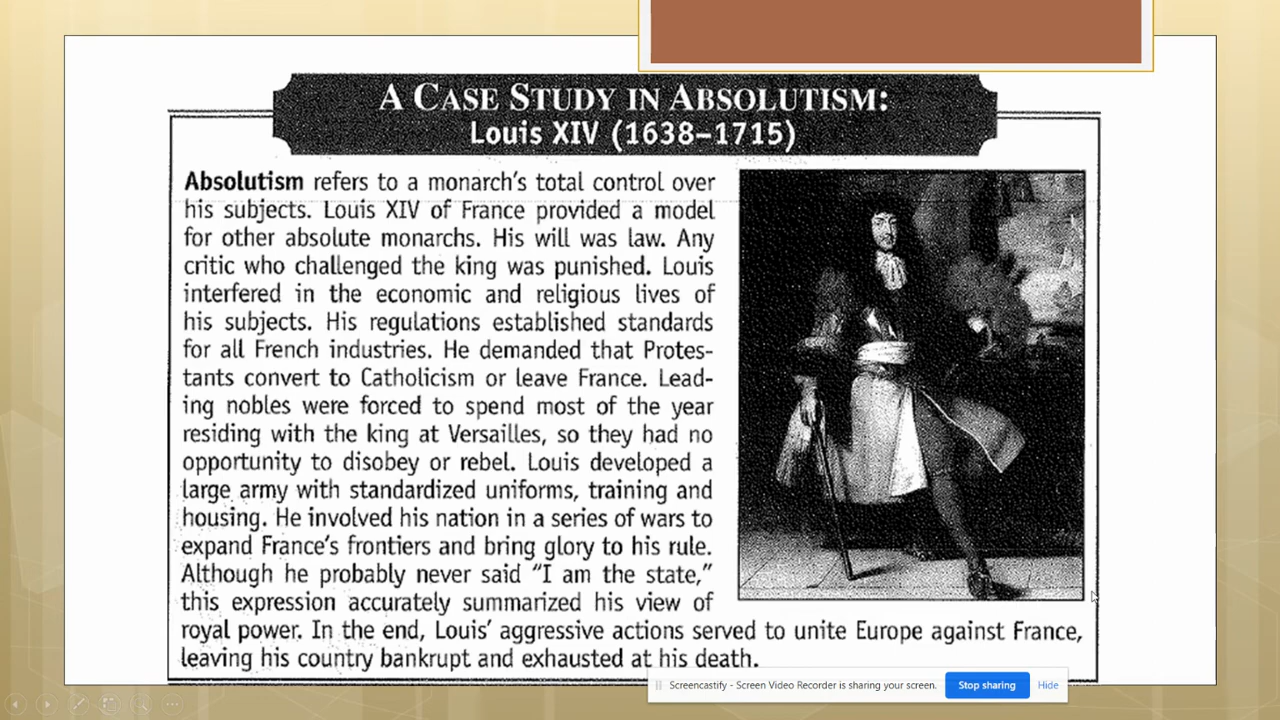 A CASE STUDY IN ABSOLUTISM:
Louis XIV (1638–1715)
Absolutism refers to a monarch's total control over
his subjects. Louis XIV of France provided a model
for other absolute monarchs. His will was law. Any
critic who challenged the king was punished. Louis
interfered in the economic and religious lives of
his subjects. His regulations established standards
for all French industries. He demanded that Protes-
tants convert to Catholicism or leave France. Lead-
ing nobles were forced to spend most of the year
residing with the king at Versailles, so they had no
opportunity to disobey or rebel. Louis developed a
large army with standardized uniforms, training and
housing. He involved his nation in a series of wars to
expand France's frontiers and bring glory to his rule.
Although he probably never said “I am the state,”
this expression accurately summarized his view of
royal power. In the end, Louis' aggressive actions served to unite Europe against France,
leaving his country bankrupt and exhausted at his death.
Screencastify - Screen Video Recorder is sharing your screen.
Stop sharing
Hide